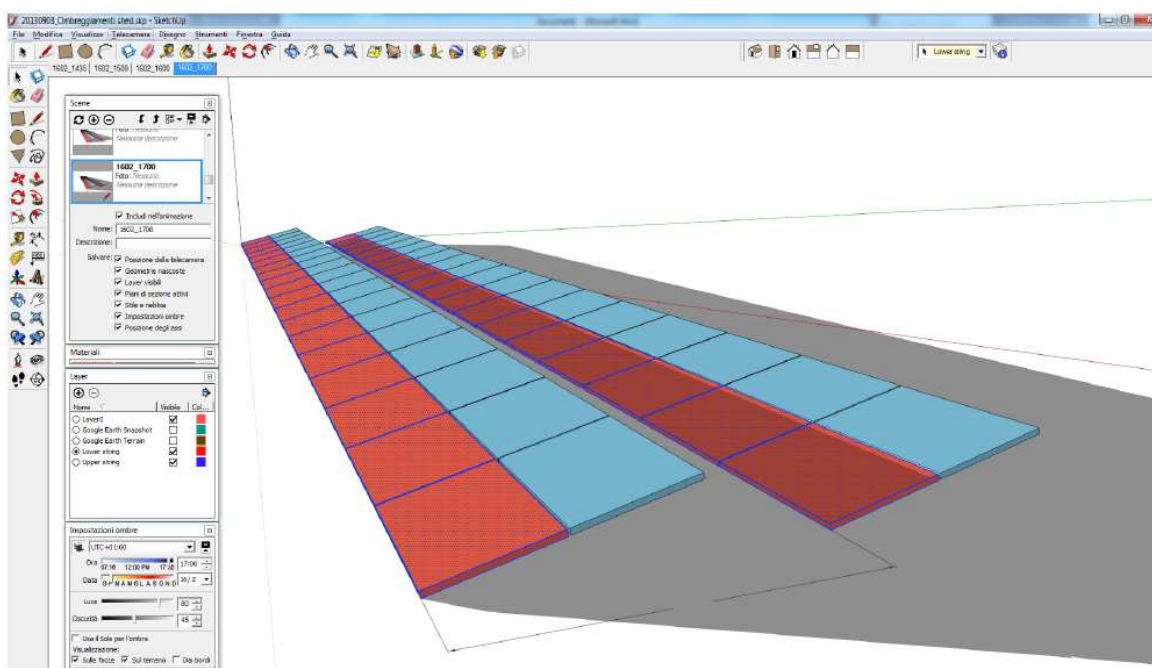 20130903_Ombreggiamenti shed.skp - SketchUp
File Modifica Visualizza Telecamera Disegno Strumenti Finestra Guida
Lower string
1602_1435 1602_1500 1602_1600 1602_1700
Scene
Foto: Nessuno
Nessuna descrizione
1602_1700
Foto: Nessuno
Nessuna descrizione
Includi nell'animazione
Nome: 1602_1700
Descrizione:
Salvare: Posizione della telecamera
Geometrie nascoste
Layer visibili
Piani di sezione attivi
Stile e nebbia
Impostazioni ombre
Posizione degli assi
Materiali
Layer
Nome Visibile Col...
Layer0
Google Earth Snapshot
Google Earth Terrain
Lower string
Upper string
Impostazioni ombre
UTC+01:00
Ora 07:16 12:00 PM 17:00
Data G F M A M G L A S O N D 16/2
Luce 80
Oscurità 45
Usa il Sole per l'ombra
Visualizzazione:
Sulle facce Sul terreno Dai bordi